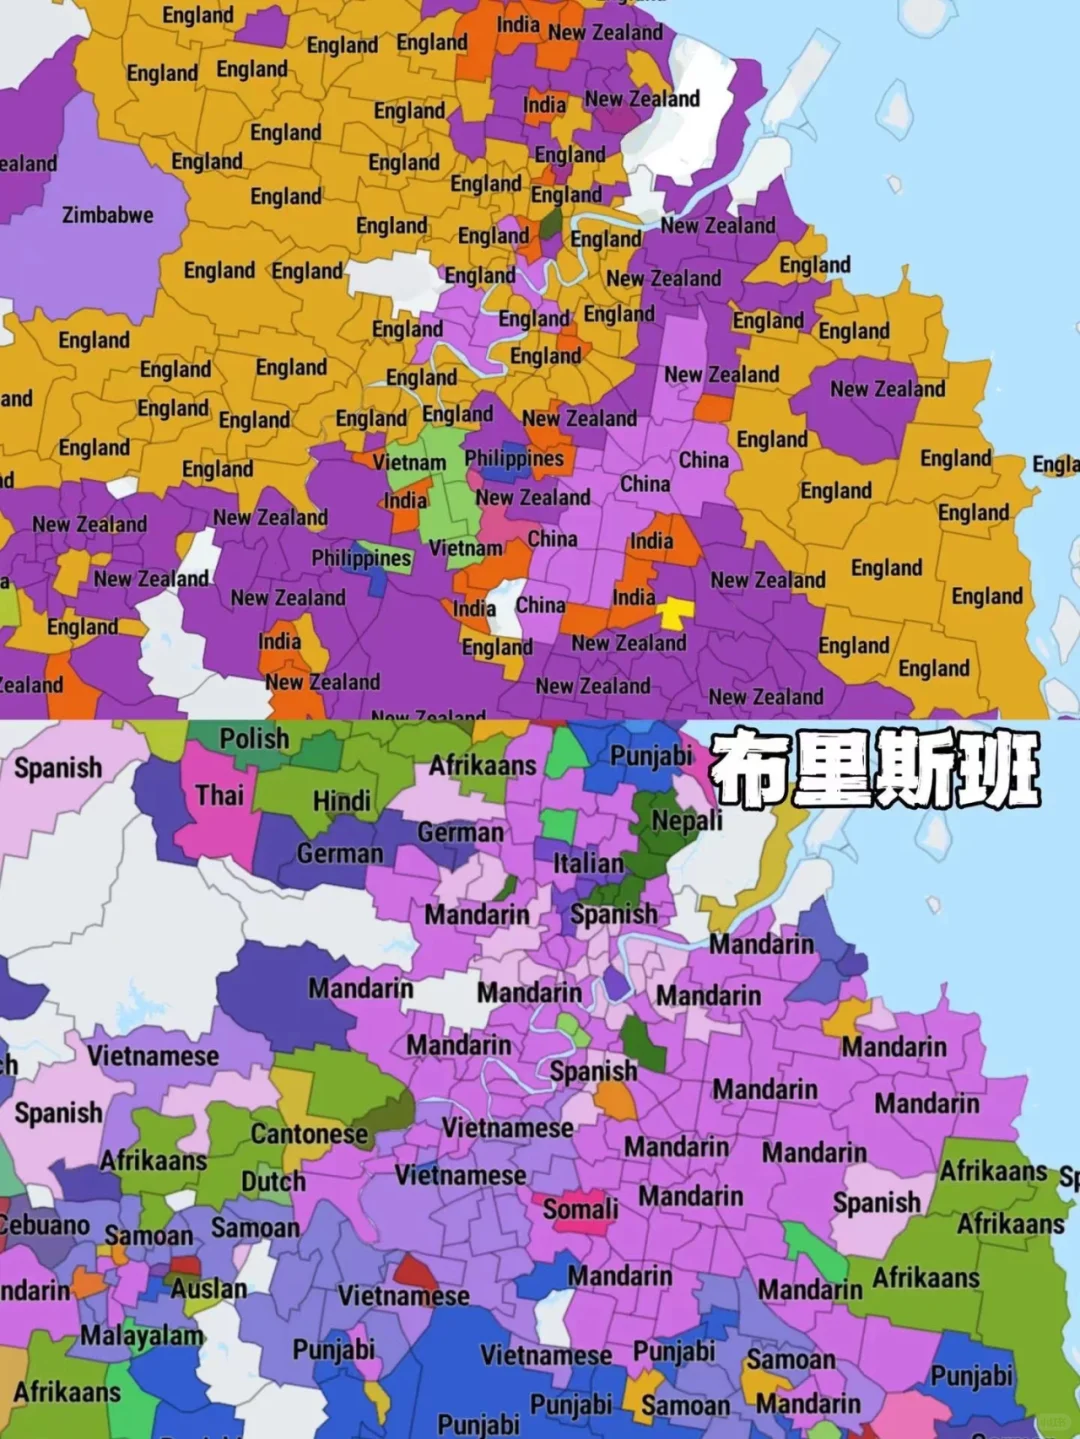 England
India
New Zealand
England
England
England
England
India
New Zealand
England
England
England
ealand
England
England
England
England
England
England
Zimbabwe
England
New Zealand
England
England
England
England
England
England
New Zealand
England
England
England
New Zealand
England
England
England
England
England
England
New Zealand
England
New Zealand
and
England
England
England
England
England
New Zealand
England
England
Vietnam
Philippines
China
England
Engla
England
India
New Zealand
China
England
New Zealand
New Zealand
England
Philippines
Vietnam
China
India
England
New Zealand
New Zealand
New Zealand
India
China
India
England
England
India
England
New Zealand
England
England
Zealand
New Zealand
New Zealand
New Zealand
New Zealand
布里斯班
Polish
Spanish
Afrikaans
Punjabi
Thai
Hindi
Nepali
German
German
Italian
Mandarin
Spanish
Mandarin
Mandarin
Mandarin
Mandarin
Vietnamese
Mandarin
Mandarin
Spanish
Mandarin
Spanish
Mandarin
Cantonese
Vietnamese
Afrikaans
Mandarin
Mandarin
Dutch
Vietnamese
Afrikaans
Sp
Cebuano
Samoan
Samoan
Somali
Mandarin
Spanish
Afrikaans
ndarin
Auslan
Vietnamese
Mandarin
Mandarin
Afrikaans
Malayalam
Punjabi
Vietnamese
Punjabi
Samoan
Punjabi
Afrikaans
Punjabi
Punjabi
Samoan
Mandarin